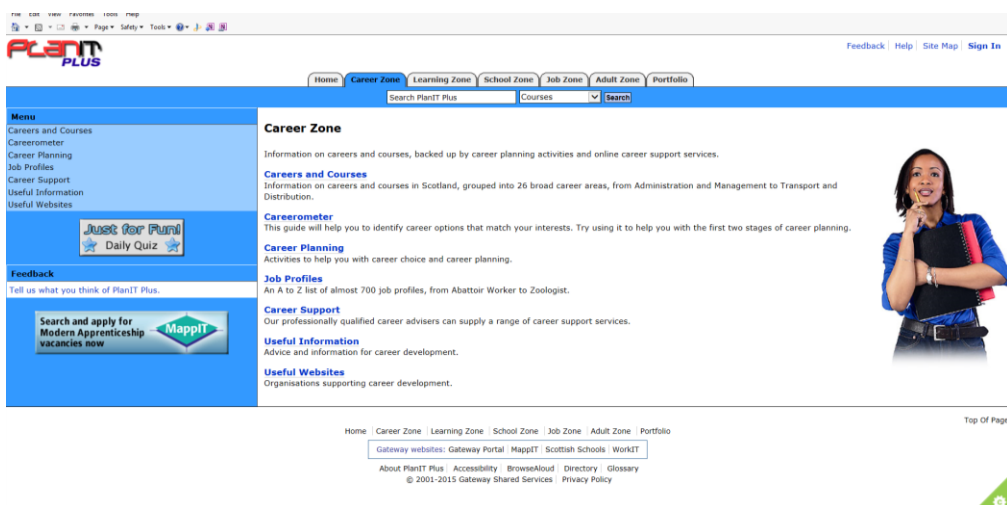 File Edit View Favorites Tools Help
Page Safety Tools
PLanIT
PLUS
Feedback Help Site Map Sign In
Home Career Zone Learning Zone School Zone Job Zone Adult Zone Portfolio
Search PlanIT Plus Courses Search
Menu
Careers and Courses
Careerometer
Career Planning
Job Profiles
Career Support
Useful Information
Useful Websites
Just for Fun!
Daily Quiz
Feedback
Tell us what you think of PlanIT Plus.
Search and apply for
Modern Apprenticeship
vacancies now
MappIT
Career Zone
Information on careers and courses, backed up by career planning activities and online career support services.
Careers and Courses
Information on careers and courses in Scotland, grouped into 26 broad career areas, from Administration and Management to Transport and
Distribution.
Careerometer
This guide will help you to identify career options that match your interests. Try using it to help you with the first two stages of career planning.
Career Planning
Activities to help you with career choice and career planning.
Job Profiles
An A to Z list of almost 700 job profiles, from Abattoir Worker to Zoologist.
Career Support
Our professionally qualified career advisers can supply a range of career support services.
Useful Information
Advice and information for career development.
Useful Websites
Organisations supporting career development.
Top Of Page
Home Career Zone Learning Zone School Zone Job Zone Adult Zone Portfolio
Gateway websites: Gateway Portal MappIT Scottish Schools WorkIT
About PlanIT Plus Accessibility BrowseAloud Directory Glossary
© 2001-2015 Gateway Shared Services Privacy Policy